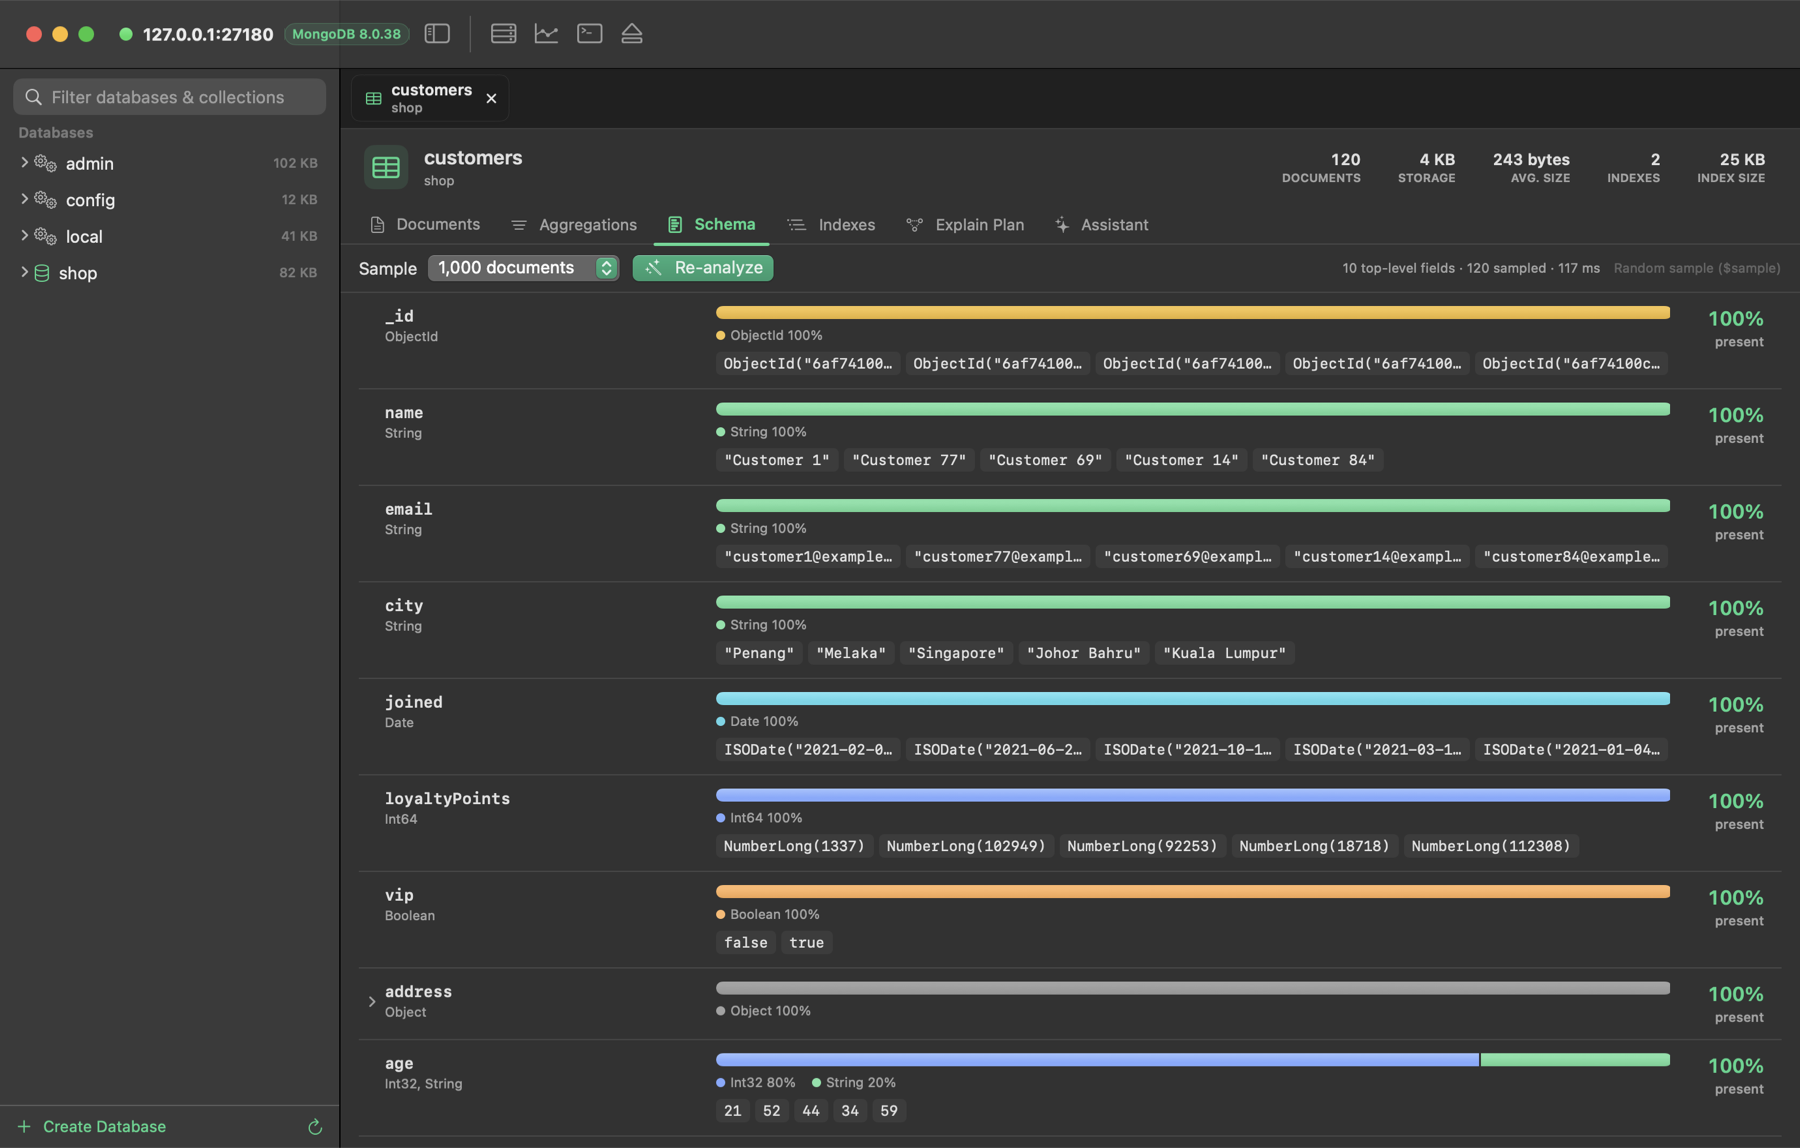 127.0.0.1:27180 MongoDB 8.0.38
Filter databases & collections
Databases
admin 102 KB
config 12 KB
local 41 KB
shop 82 KB
Create Database
customers
shop
customers
shop
120 DOCUMENTS
4 KB STORAGE
243 bytes AVG. SIZE
2 INDEXES
25 KB INDEX SIZE
Documents Aggregations Schema Indexes Explain Plan Assistant
Sample 1,000 documents Re-analyze 10 top-level fields · 120 sampled · 117 ms Random sample ($sample)
_id
ObjectId
ObjectId 100%
ObjectId("6af74100… ObjectId("6af74100… ObjectId("6af74100… ObjectId("6af74100… ObjectId("6af74100c…
100%
present
name
String
String 100%
"Customer 1" "Customer 77" "Customer 69" "Customer 14" "Customer 84"
100%
present
email
String
String 100%
"customer1@example… "customer77@exampl… "customer69@exampl… "customer14@exampl… "customer84@example…
100%
present
city
String
String 100%
"Penang" "Melaka" "Singapore" "Johor Bahru" "Kuala Lumpur"
100%
present
joined
Date
Date 100%
ISODate("2021-02-0… ISODate("2021-06-2… ISODate("2021-10-1… ISODate("2021-03-1… ISODate("2021-01-04…
100%
present
loyaltyPoints
Int64
Int64 100%
NumberLong(1337) NumberLong(102949) NumberLong(92253) NumberLong(18718) NumberLong(112308)
100%
present
vip
Boolean
Boolean 100%
false true
100%
present
address
Object
Object 100%
100%
present
age
Int32, String
Int32 80% String 20%
21 52 44 34 59
100%
present